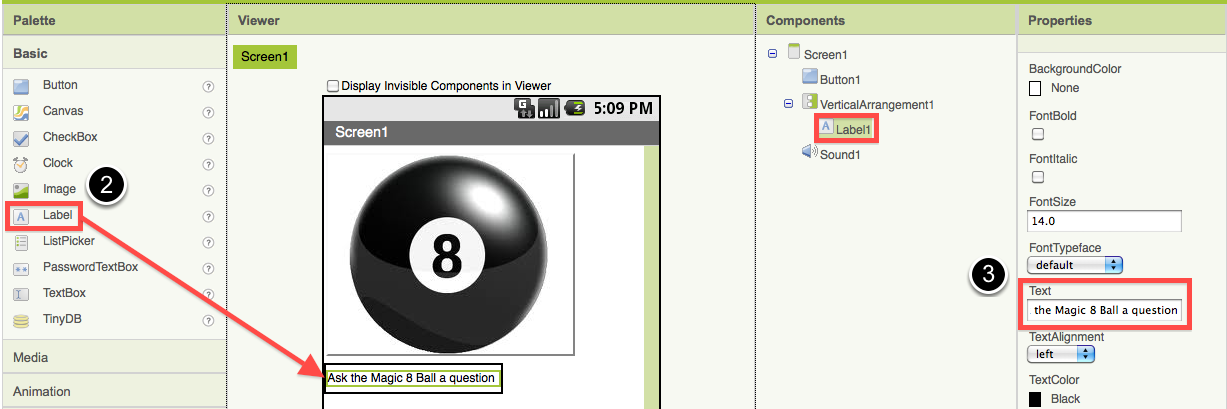 Palette
Viewer
Components
Properties
Basic
Button
?
Canvas
?
CheckBox
?
Clock
?
Image
?
2
A Label
?
ListPicker
?
PasswordTextBox
?
TextBox
?
TinyDB
?
Media
Animation
Screen1
Display Invisible Components in Viewer
G 5:09 PM
Screen1
8
Ask the Magic 8 Ball a question
Screen1
Button1
VerticalArrangement1
A Label1
Sound1
BackgroundColor
None
FontBold
FontItalic
FontSize
14.0
FontTypeface
default
3
Text
the Magic 8 Ball a question
TextAlignment
left
TextColor
Black